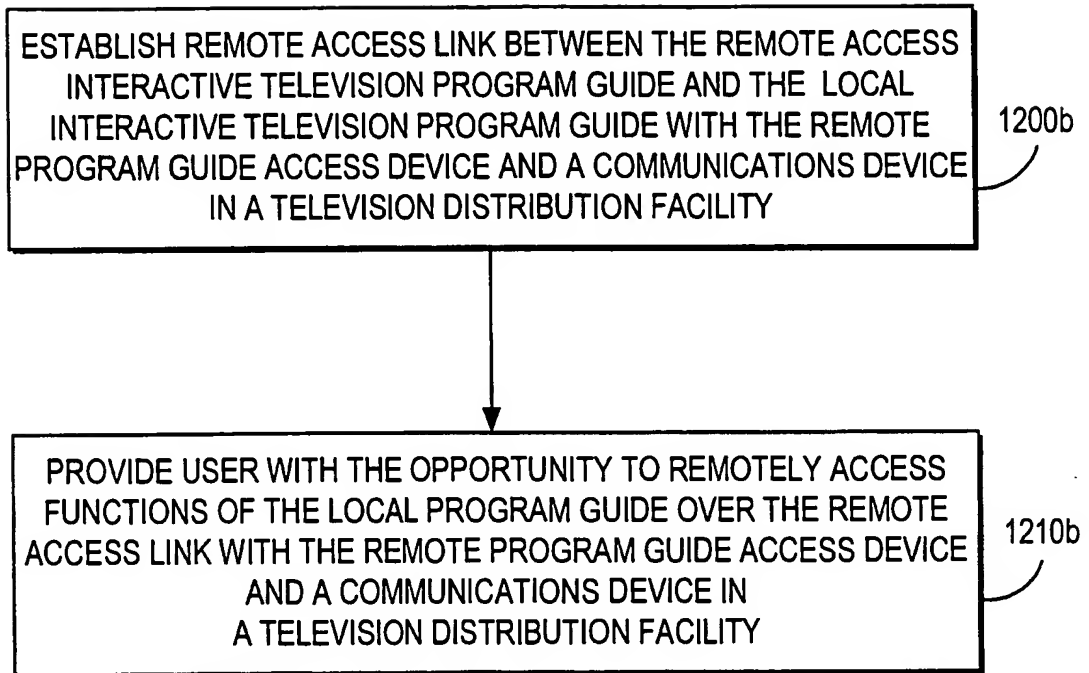 ESTABLISH REMOTE ACCESS LINK BETWEEN THE REMOTE ACCESS
INTERACTIVE TELEVISION PROGRAM GUIDE AND THE LOCAL
INTERACTIVE TELEVISION PROGRAM GUIDE WITH THE REMOTE
PROGRAM GUIDE ACCESS DEVICE AND A COMMUNICATIONS DEVICE
IN A TELEVISION DISTRIBUTION FACILITY
1200b
PROVIDE USER WITH THE OPPORTUNITY TO REMOTELY ACCESS
FUNCTIONS OF THE LOCAL PROGRAM GUIDE OVER THE REMOTE
ACCESS LINK WITH THE REMOTE PROGRAM GUIDE ACCESS DEVICE
AND A COMMUNICATIONS DEVICE IN
A TELEVISION DISTRIBUTION FACILITY
1210b